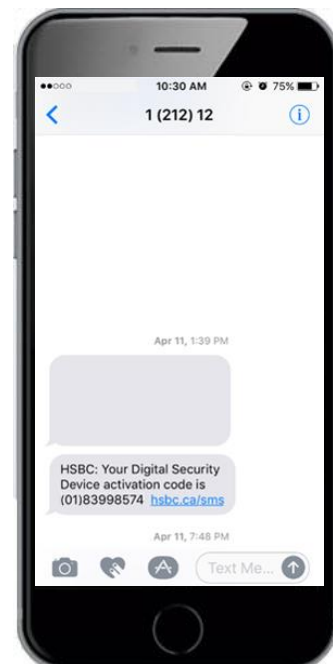 10:30 AM
75%
1 (212) 12
Apr 11, 1:39 PM
HSBC: Your Digital Security
Device activation code is
(01)83998574 hsbc.ca/sms
Apr 11, 7:46 PM
Text Me...